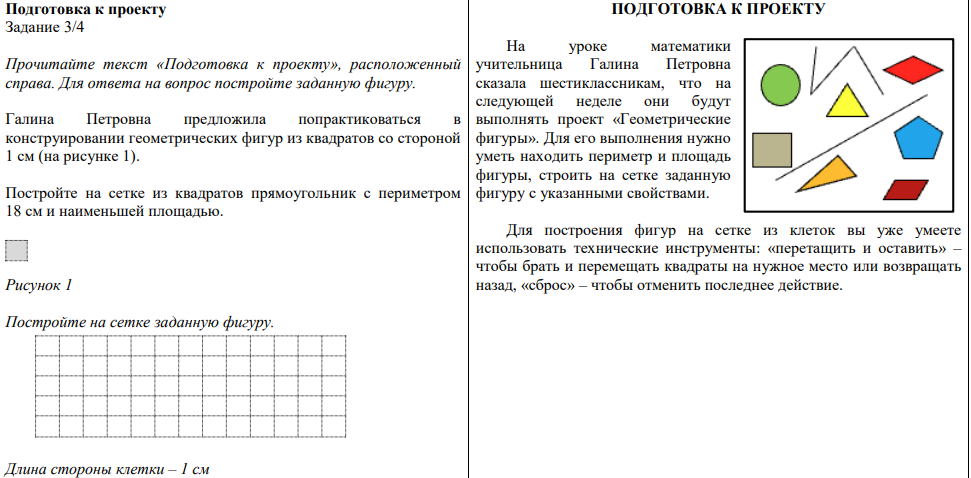 Подготовка к проекту
Задание 3/4
Прочитайте текст «Подготовка к проекту», расположенный
справа. Для ответа на вопрос постройте заданную фигуру.
Галина Петровна предложила попрактиковаться в
конструировании геометрических фигур из квадратов со стороной
1 см (на рисунке 1).
Постройте на сетке из квадратов прямоугольник с периметром
18 см и наименьшей площадью.
Рисунок 1
Постройте на сетке заданную фигуру.
Длина стороны клетки – 1 см
ПОДГОТОВКА К ПРОЕКТУ
На уроке математики
учительница Галина Петровна
сказала шестиклассникам, что на
следующей неделе они будут
выполнять проект «Геометрические
фигуры». Для его выполнения нужно
уметь находить периметр и площадь
фигуры, строить на сетке заданную
фигуру с указанными свойствами.
Для построения фигур на сетке из клеток вы уже умеете
использовать технические инструменты: «перетащить и оставить» –
чтобы брать и перемещать квадраты на нужное место или возвращать
назад, «сброс» – чтобы отменить последнее действие.